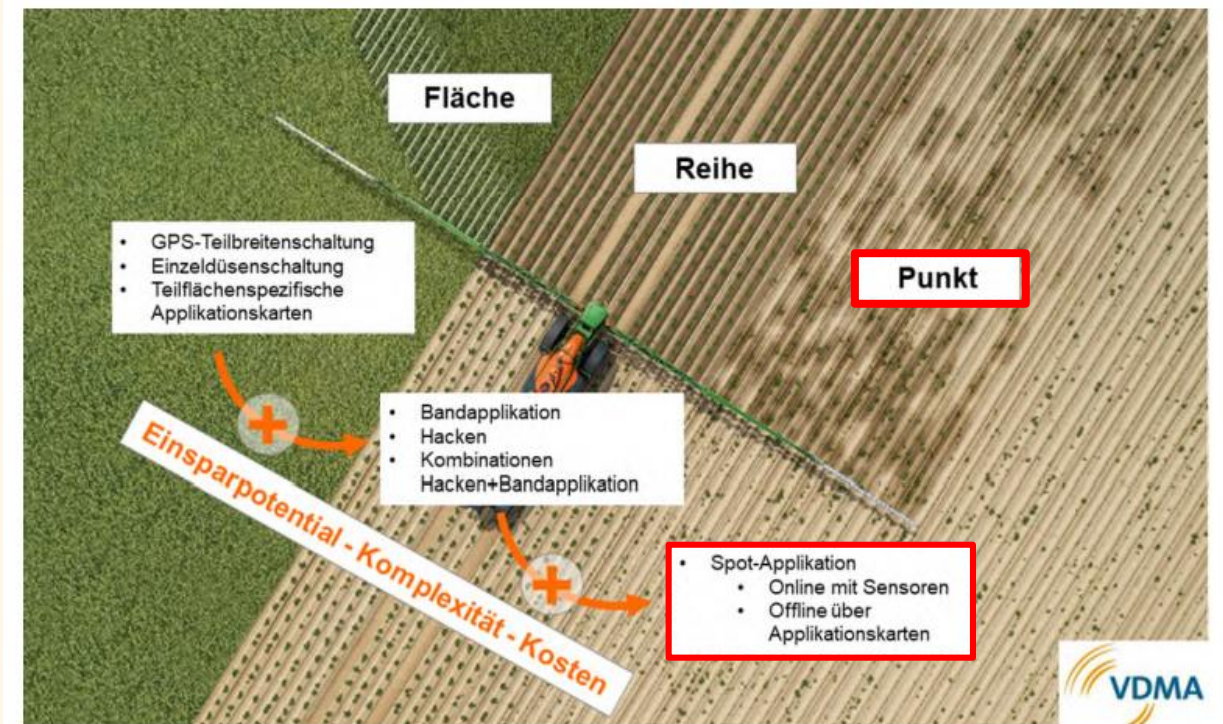 Fläche
Reihe
Punkt
• GPS-Teilbreitenschaltung
• Einzeldüsenschaltung
• Teilflächenspezifische
Applikationskarten
• Bandapplikation
• Hacken
• Kombinationen
Hacken+Bandapplikation
Einsparpotential - Komplexität - Kosten
• Spot-Applikation
• Online mit Sensoren
• Offline über
Applikationskarten
VDMA